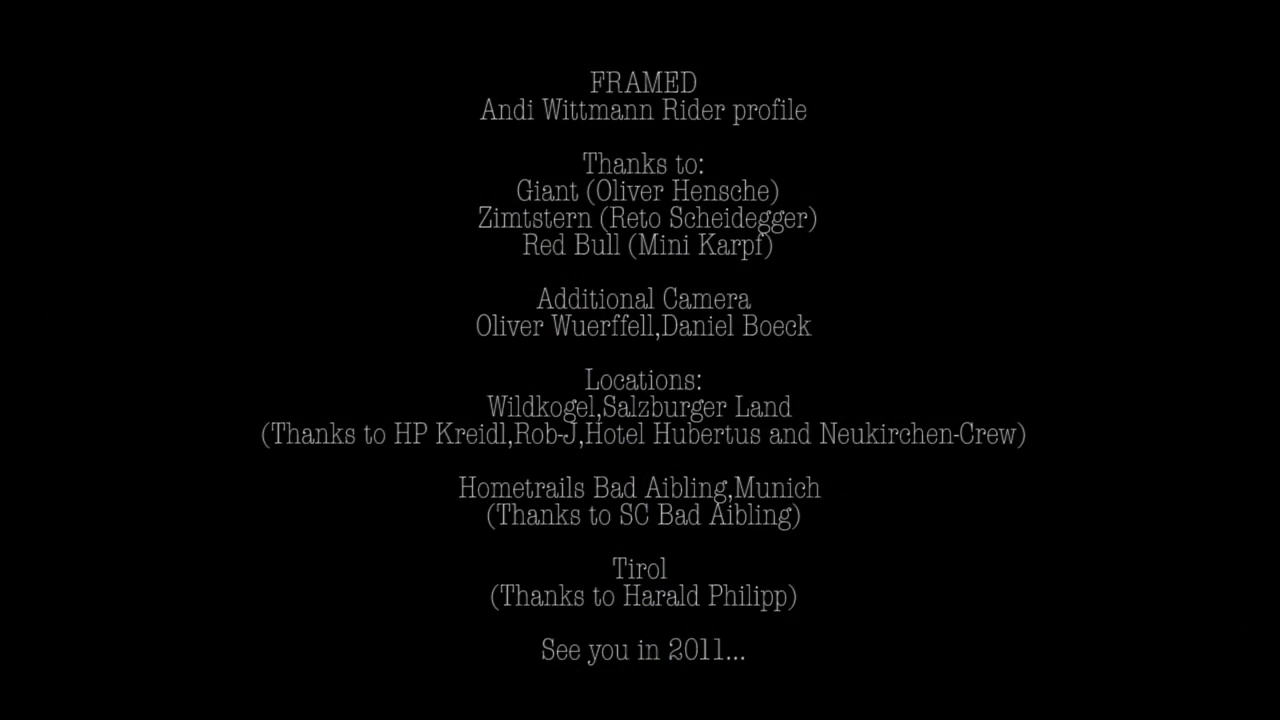 FRAMED
Andi Wittmann Rider profile
Thanks to:
Giant (Oliver Hensche)
Zimtstern (Reto Scheidegger)
Red Bull (Mini Karpf)
Additional Camera
Oliver Wuerffell,Daniel Boeck
Locations:
Wildkogel,Salzburger Land
(Thanks to HP Kreidl,Rob-J,Hotel Hubertus and Neukirchen-Crew)
Hometrails Bad Aibling,Munich
(Thanks to SC Bad Aibling)
Tirol
(Thanks to Harald Philipp)
See you in 2011...